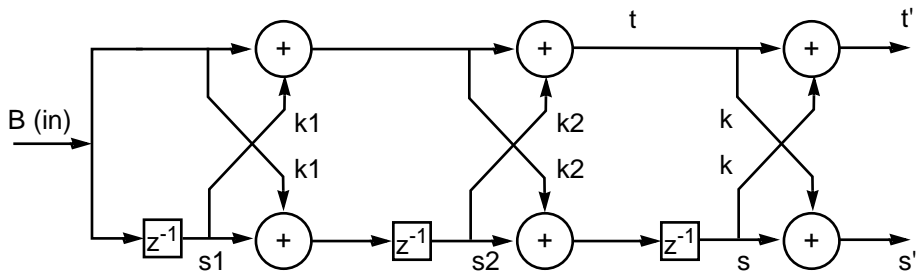 t
t'
+
+
+
B (in)
k1
k2
k
k1
k2
k
z⁻¹
+
z⁻¹
+
z⁻¹
+
s1
s2
s
s'